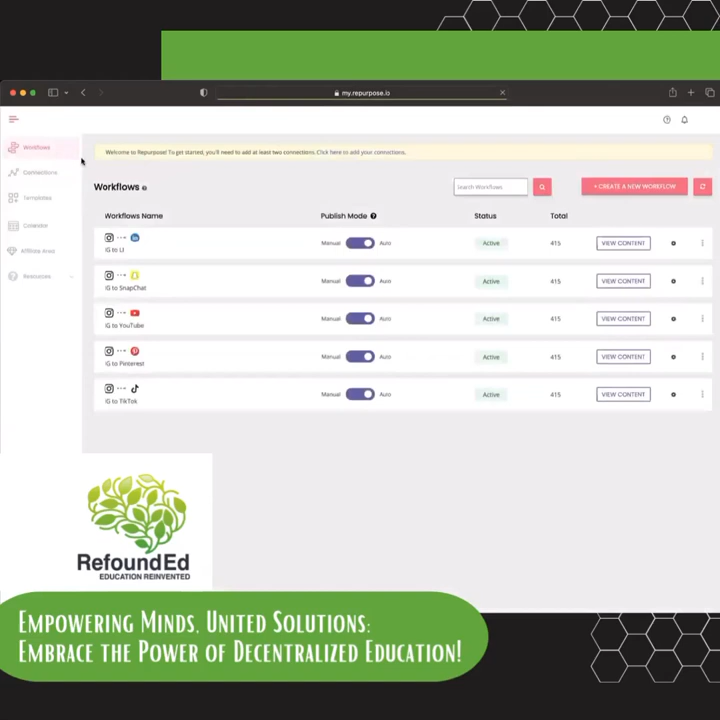 my.repurpose.io
Workflows
Connections
Templates
Calendar
Affiliate Area
Resources
Welcome to Repurpose! To get started, you'll need to add at least two connections. Click here to add your connections.
Workflows
Search Workflows
+ CREATE A NEW WORKFLOW
Workflows Name Publish Mode Status Total
Manual Auto Active 415 VIEW CONTENT
IG to LI
Manual Auto Active 415 VIEW CONTENT
IG to SnapChat
Manual Auto Active 415 VIEW CONTENT
IG to YouTube
Manual Auto Active 415 VIEW CONTENT
IG to Pinterest
Manual Auto Active 415 VIEW CONTENT
IG to TikTok
RefoundEd
EDUCATION REINVENTED
EMPOWERING MINDS, UNITED SOLUTIONS:
EMBRACE THE POWER OF DECENTRALIZED EDUCATION!